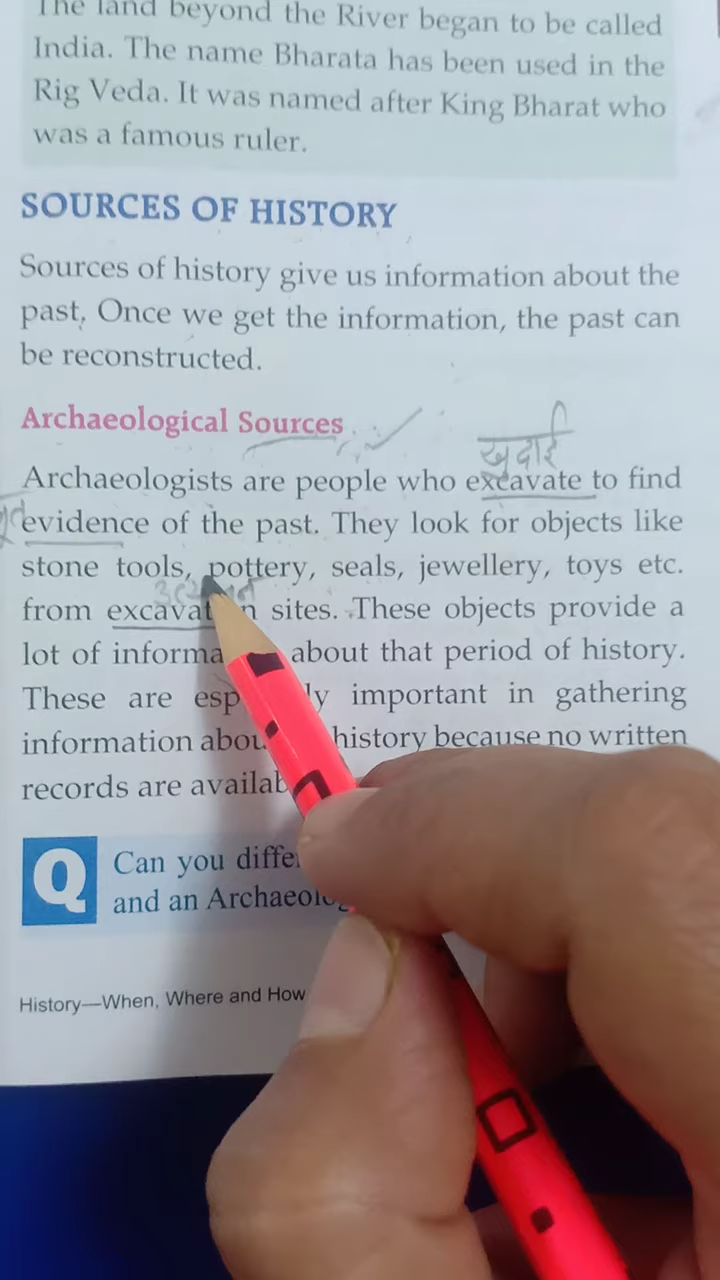 The land beyond the River began to be called
India. The name Bharata has been used in the
Rig Veda. It was named after King Bharat who
was a famous ruler.
SOURCES OF HISTORY
Sources of history give us information about the
past, Once we get the information, the past can
be reconstructed.
Archaeological Sources
खुदाई
Archaeologists are people who excavate to find
evidence of the past. They look for objects like
stone tools, pottery, seals, jewellery, toys etc.
from excavat n sites. These objects provide a
lot of informa about that period of history.
These are esp ly important in gathering
information abou history because no written
records are availab
Q
Can you diffe
and an Archaeolog
History—When, Where and How